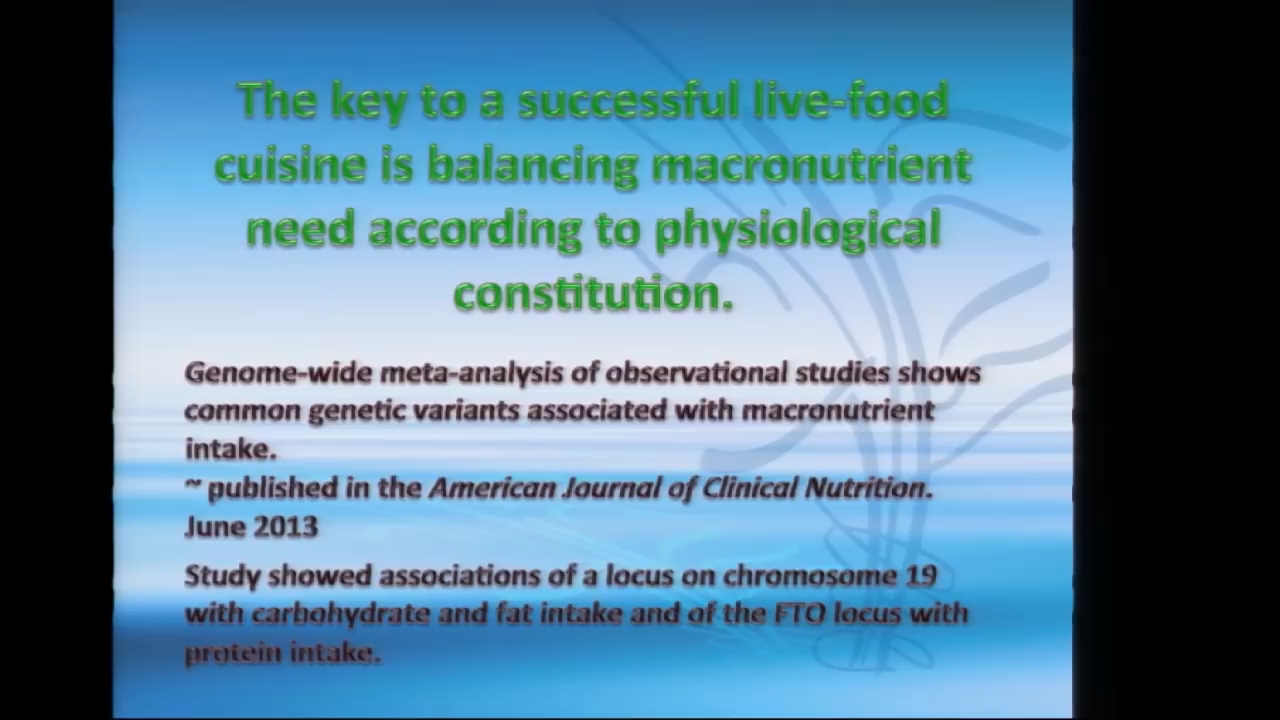 The key to a successful live-food
cuisine is balancing macronutrient
need according to physiological
constitution.
Genome-wide meta-analysis of observational studies shows
common genetic variants associated with macronutrient
intake.
~ published in the American Journal of Clinical Nutrition.
June 2013
Study showed associations of a locus on chromosome 19
with carbohydrate and fat intake and of the FTO locus with
protein intake.